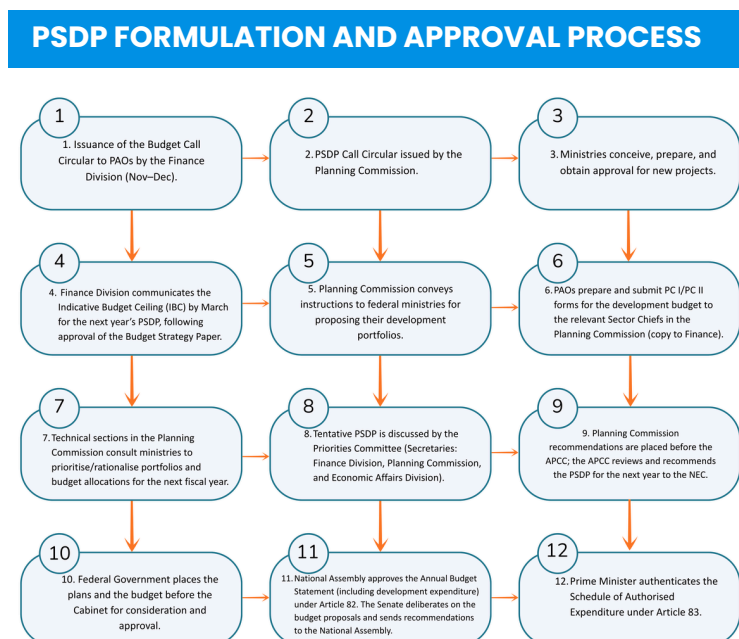 PSDP FORMULATION AND APPROVAL PROCESS
1
1. Issuance of the Budget Call
Circular to PAOs by the Finance
Division (Nov–Dec).
2
2. PSDP Call Circular issued by the
Planning Commission.
3
3. Ministries conceive, prepare, and
obtain approval for new projects.
4
4. Finance Division communicates the
Indicative Budget Ceiling (IBC) by March
for the next year's PSDP, following
approval of the Budget Strategy Paper.
5
5. Planning Commission conveys
instructions to federal ministries for
proposing their development
portfolios.
6
6. PAOs prepare and submit PC I/PC II
forms for the development budget to
the relevant Sector Chiefs in the
Planning Commission (copy to Finance).
7
7. Technical sections in the Planning
Commission consult ministries to
prioritise/rationalise portfolios and
budget allocations for the next fiscal year.
8
8. Tentative PSDP is discussed by the
Priorities Committee (Secretaries:
Finance Division, Planning Commission,
and Economic Affairs Division).
9
9. Planning Commission
recommendations are placed before the
APCC; the APCC reviews and recommends
the PSDP for the next year to the NEC.
10
10. Federal Government places the
plans and the budget before the
Cabinet for consideration and
approval.
11
11. National Assembly approves the Annual Budget
Statement (including development expenditure)
under Article 82. The Senate deliberates on the
budget proposals and sends recommendations
to the National Assembly.
12
12. Prime Minister authenticates the
Schedule of Authorised
Expenditure under Article 83.